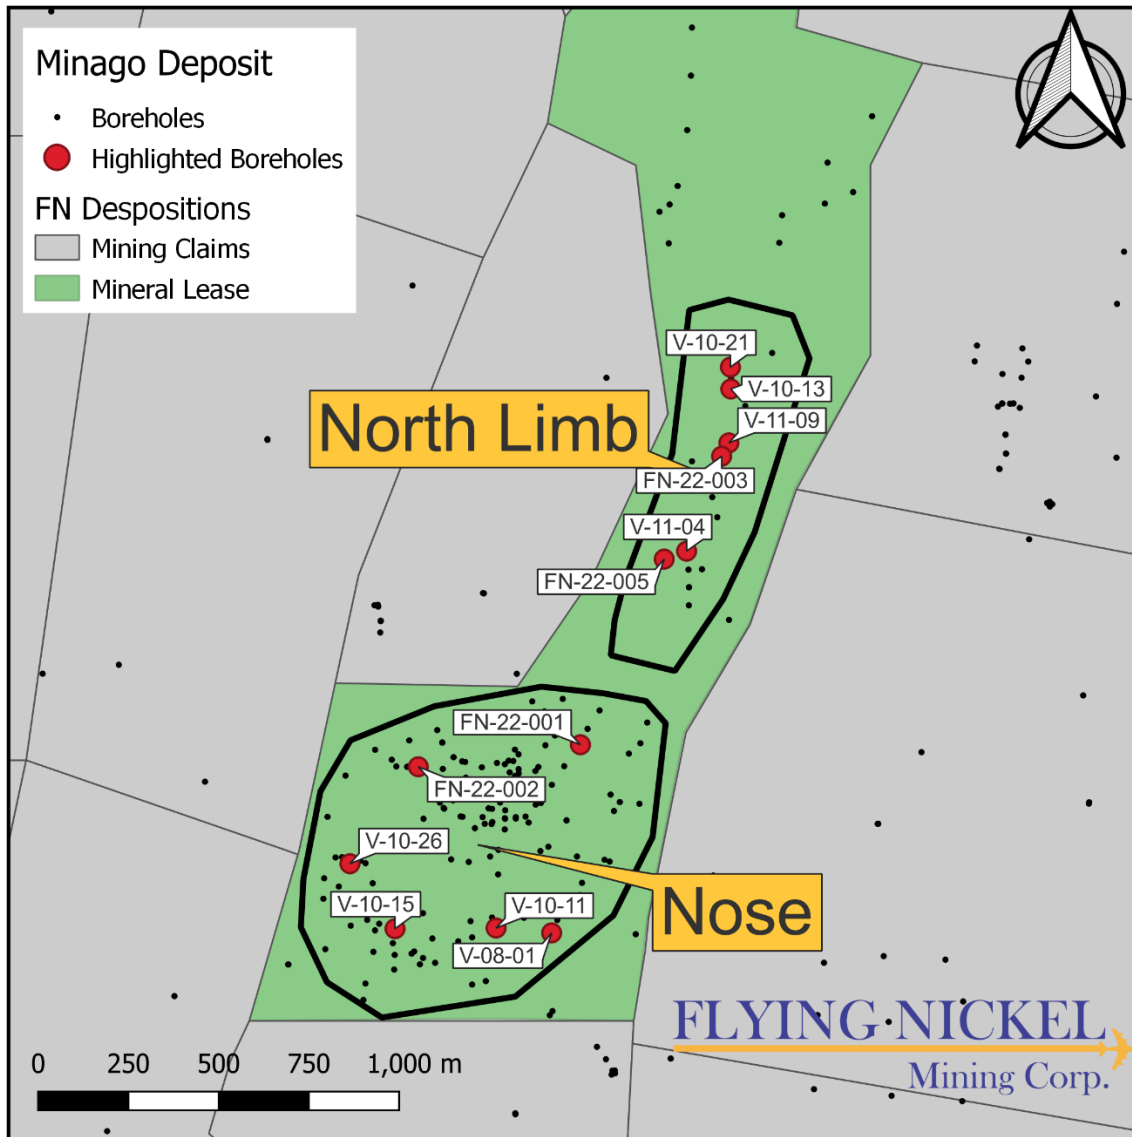 Minago Deposit
Boreholes
Highlighted Boreholes
FN Despositions
Mining Claims
Mineral Lease
V-10-21
V-10-13
North Limb
V-11-09
FN-22-003
V-11-04
FN-22-005
FN-22-001
FN-22-002
V-10-26
Nose
V-10-15
V-10-11
V-08-01
FLYING NICKEL
Mining Corp.
0 250 500 750 1,000 m